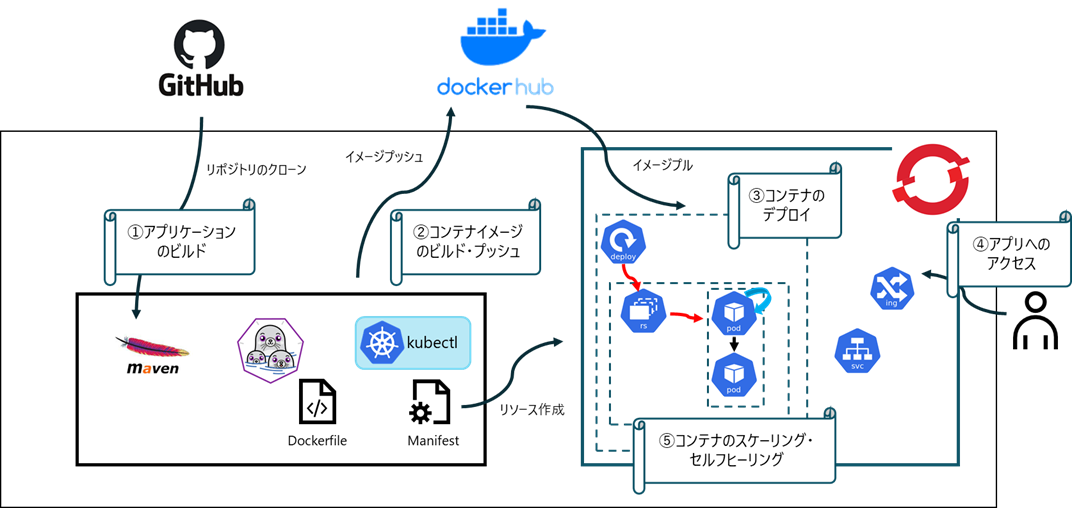 GitHub
dockerhub
リポジトリのクローン
イメージプッシュ
イメージプル
①アプリケーション
のビルド
②コンテナイメージ
のビルド・プッシュ
③コンテナの
デプロイ
④アプリへの
アクセス
deploy
rs
pod
pod
ing
svc
maven
kubectl
Dockerfile
Manifest
リソース作成
⑤コンテナのスケーリング・
セルフヒーリング